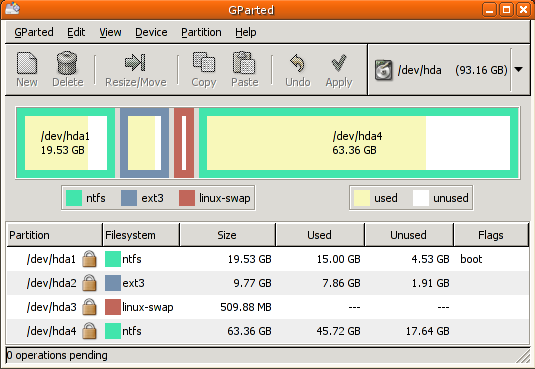 GParted
GParted Edit View Device Partition Help
New Delete Resize/Move Copy Paste Undo Apply /dev/hda (93.16 GB)
/dev/hda1
19.53 GB
/dev/hda4
63.36 GB
ntfs ext3 linux-swap used unused
Partition Filesystem Size Used Unused Flags
/dev/hda1 ntfs 19.53 GB 15.00 GB 4.53 GB boot
/dev/hda2 ext3 9.77 GB 7.86 GB 1.91 GB
/dev/hda3 linux-swap 509.88 MB --- ---
/dev/hda4 ntfs 63.36 GB 45.72 GB 17.64 GB
0 operations pending